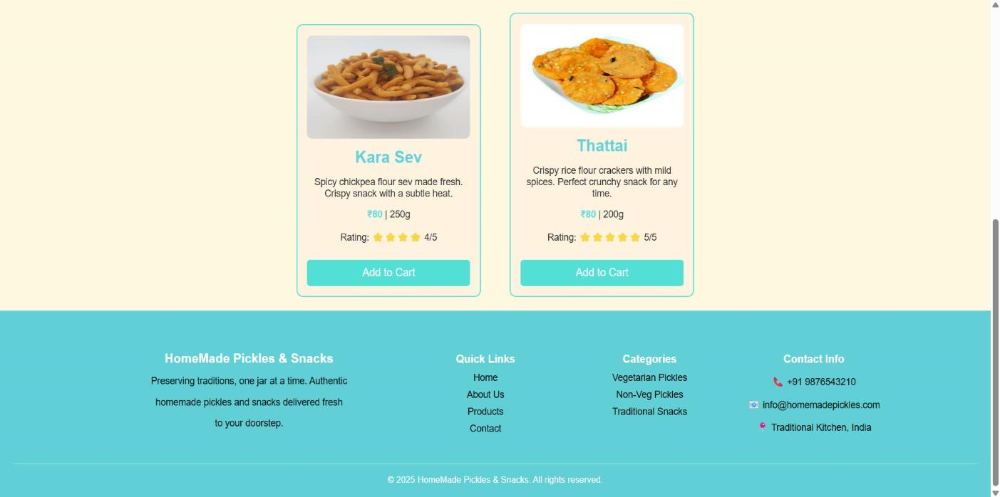 Kara Sev
Spicy chickpea flour sev made fresh.
Crispy snack with a subtle heat.
₹80 | 250g
Rating: ⭐⭐⭐⭐ 4/5
Add to Cart
Thattai
Crispy rice flour crackers with mild
spices. Perfect crunchy snack for any
time.
₹80 | 200g
Rating: ⭐⭐⭐⭐⭐ 5/5
Add to Cart
HomeMade Pickles & Snacks
Preserving traditions, one jar at a time. Authentic
homemade pickles and snacks delivered fresh
to your doorstep.
Quick Links
Home
About Us
Products
Contact
Categories
Vegetarian Pickles
Non-Veg Pickles
Traditional Snacks
Contact Info
📞 +91 9876543210
📧 info@homemadepickles.com
📍 Traditional Kitchen, India
© 2025 HomeMade Pickles & Snacks. All rights reserved.